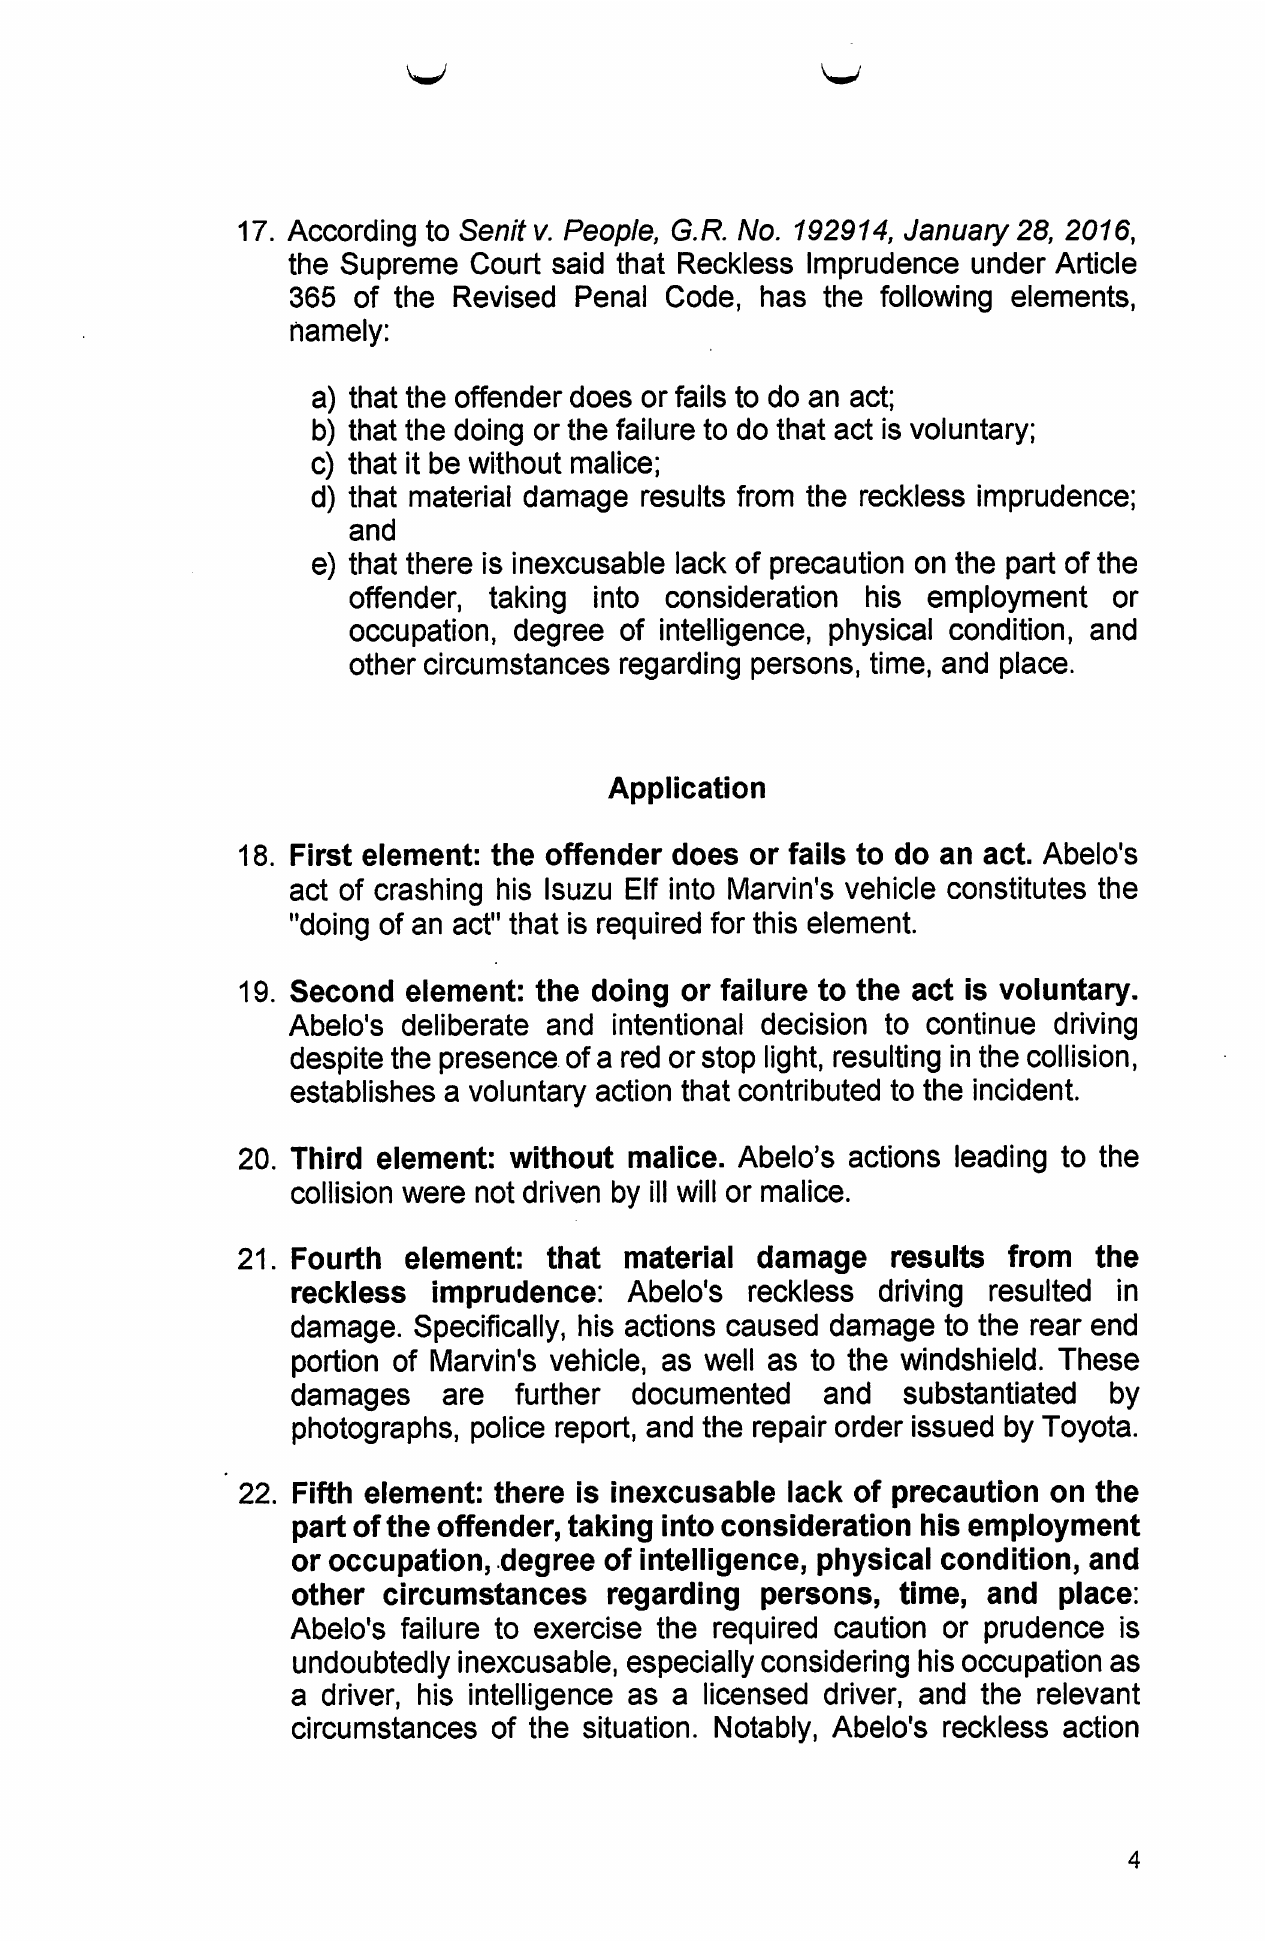 17. According to Senit v. People, G.R. No. 192914, January 28, 2016,
the Supreme Court said that Reckless Imprudence under Article
365 of the Revised Penal Code, has the following elements,
namely:
a) that the offender does or fails to do an act;
b) that the doing or the failure to do that act is voluntary;
c) that it be without malice;
d) that material damage results from the reckless imprudence;
and
e) that there is inexcusable lack of precaution on the part of the
offender, taking into consideration his employment or
occupation, degree of intelligence, physical condition, and
other circumstances regarding persons, time, and place.
Application
18. First element: the offender does or fails to do an act. Abelo's
act of crashing his Isuzu Elf into Marvin's vehicle constitutes the
"doing of an act" that is required for this element.
19. Second element: the doing or failure to the act is voluntary.
Abelo's deliberate and intentional decision to continue driving
despite the presence of a red or stop light, resulting in the collision,
establishes a voluntary action that contributed to the incident.
20. Third element: without malice. Abelo’s actions leading to the
collision were not driven by ill will or malice.
21. Fourth element: that material damage results from the
reckless imprudence: Abelo's reckless driving resulted in
damage. Specifically, his actions caused damage to the rear end
portion of Marvin's vehicle, as well as to the windshield. These
damages are further documented and substantiated by
photographs, police report, and the repair order issued by Toyota.
22. Fifth element: there is inexcusable lack of precaution on the
part of the offender, taking into consideration his employment
or occupation, degree of intelligence, physical condition, and
other circumstances regarding persons, time, and place:
Abelo's failure to exercise the required caution or prudence is
undoubtedly inexcusable, especially considering his occupation as
a driver, his intelligence as a licensed driver, and the relevant
circumstances of the situation. Notably, Abelo's reckless action
4